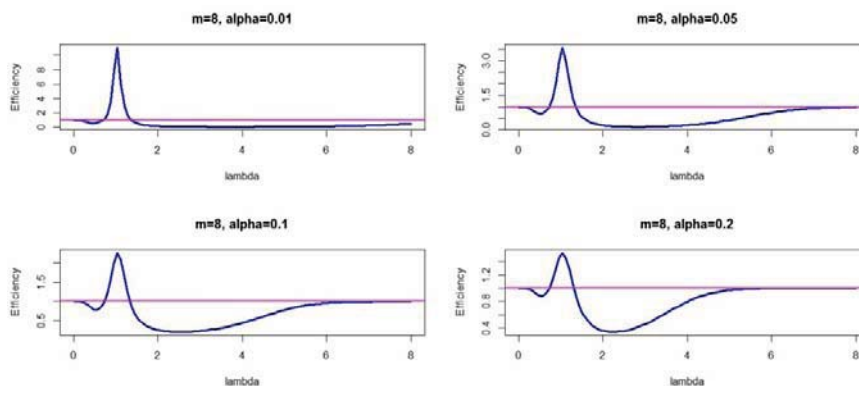 m=8, alpha=0.01
Efficiency
0 2 4 8
0 2 4 6 8
lambda
m=8, alpha=0.05
Efficiency
0.0 1.5 3.0
0 2 4 6 8
lambda
m=8, alpha=0.1
Efficiency
0.5 1.5
0 2 4 6 8
lambda
m=8, alpha=0.2
Efficiency
0.4 0.8 1.2
0 2 4 6 8
lambda